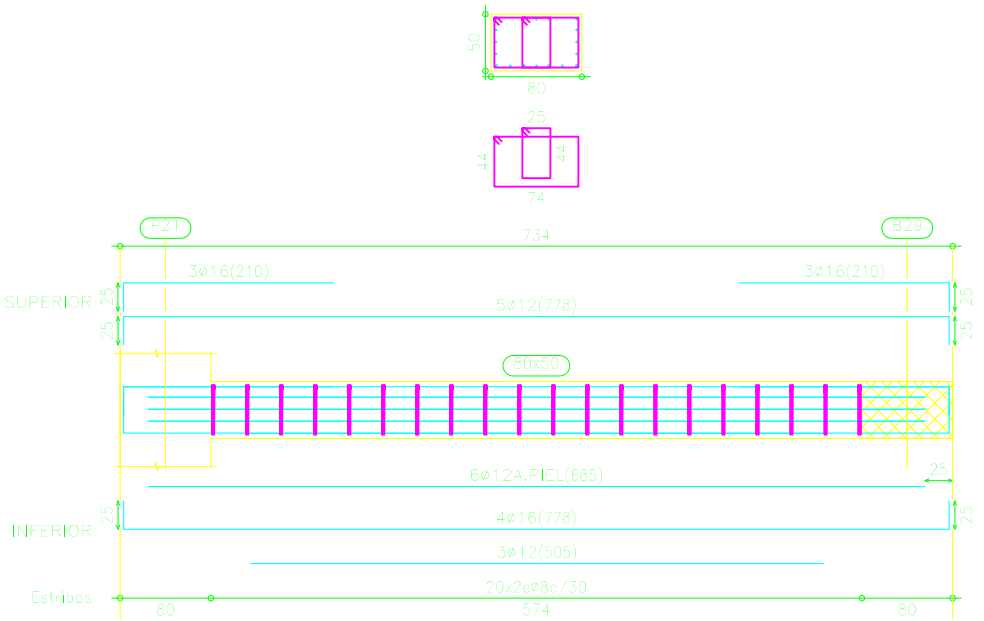 50
80
25
44
44
74
P21
B29
734
3ø16(210)
3ø16(210)
SUPERIOR
25
25
5ø12(778)
25
25
80x50
6ø12A.PIEL(685)
25
INFERIOR
25
25
4ø16(778)
3ø12(505)
Estribos
20x2eø8c/30
80
574
80